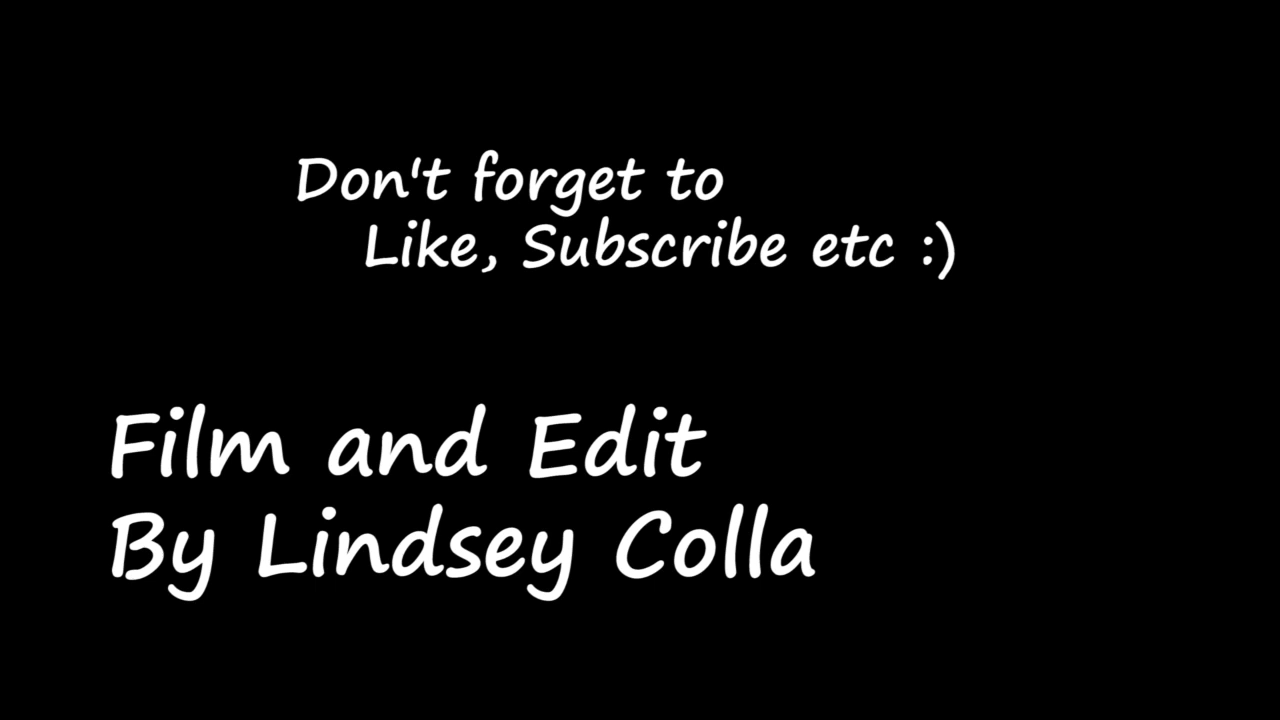 Don't forget to
Like, Subscribe etc :)
Film and Edit
By Lindsey Colla